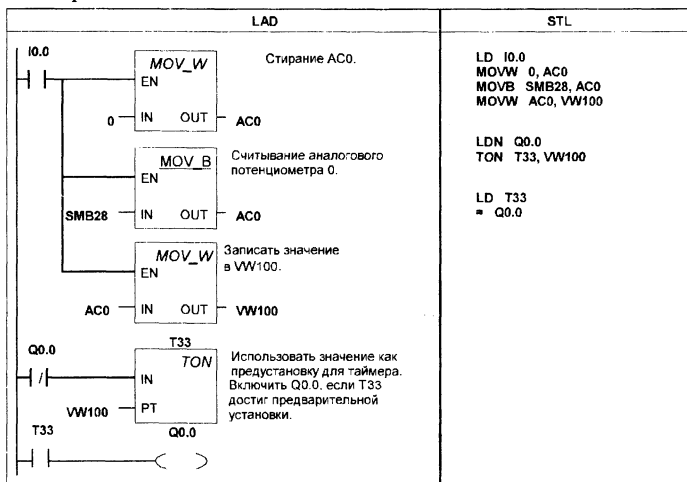 LAD
STL
I0.0
MOV_W
EN
0
IN
OUT
AC0
Стирание AC0.
MOV_B
EN
SMB28
IN
OUT
AC0
Считывание аналогового
потенциометра 0.
MOV_W
EN
AC0
IN
OUT
VW100
Записать значение
в VW100.
Q0.0
T33
TON
IN
VW100
PT
Использовать значение как
предустановку для таймера.
Включить Q0.0, если T33
достиг предварительной
установки.
T33
Q0.0
LD I0.0
MOVW 0, AC0
MOVB SMB28, AC0
MOVW AC0, VW100
LDN Q0.0
TON T33, VW100
LD T33
= Q0.0